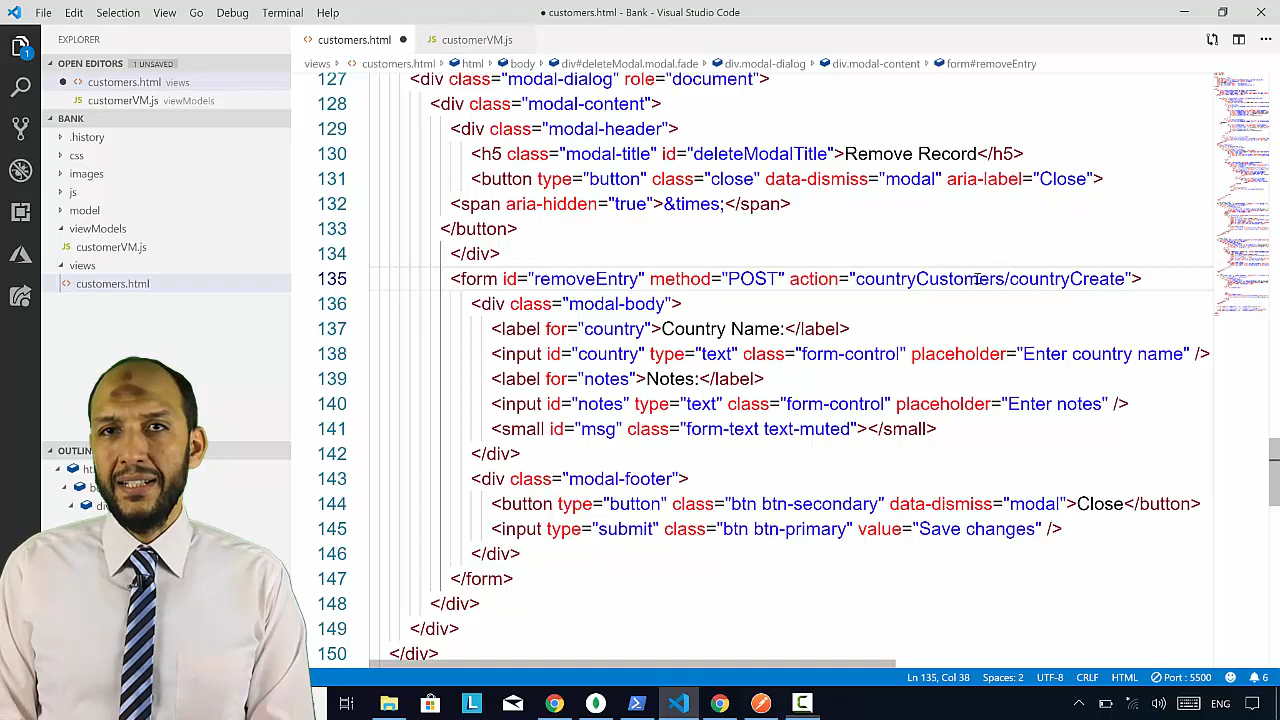 File Edit Selection View Go Debug Terminal Help
● customers.html - Bank - Visual Studio Code
EXPLORER
customers.html ●
JS customerVM.js
OPEN EDITORS 1 UNSAVED
views › customers.html › html › body › div#deleteModal.modal.fade › div.modal-dialog › div.modal-content › form#removeEntry
● customers.html views
JS customerVM.js viewModels
BANK
.history
css
images
js
model
viewModels
JS customerVM.js
views
customers.html
OUTLI
127 <div class="modal-dialog" role="document">
128 <div class="modal-content">
129 <div class="modal-header">
130 <h5 class="modal-title" id="deleteModalTitle">Remove Record</h5>
131 <button type="button" class="close" data-dismiss="modal" aria-label="Close">
132 <span aria-hidden="true">&times;</span>
133 </button>
134 </div>
135 <form id="removeEntry" method="POST" action="countryCustomers/countryCreate">
136 <div class="modal-body">
137 <label for="country">Country Name:</label>
138 <input id="country" type="text" class="form-control" placeholder="Enter country name" />
139 <label for="notes">Notes:</label>
140 <input id="notes" type="text" class="form-control" placeholder="Enter notes" />
141 <small id="msg" class="form-text text-muted"></small>
142 </div>
143 <div class="modal-footer">
144 <button type="button" class="btn btn-secondary" data-dismiss="modal">Close</button>
145 <input type="submit" class="btn btn-primary" value="Save changes" />
146 </div>
147 </form>
148 </div>
149 </div>
150 </div>
Ln 135, Col 38 Spaces: 2 UTF-8 CRLF HTML Port : 5500 6
ENG